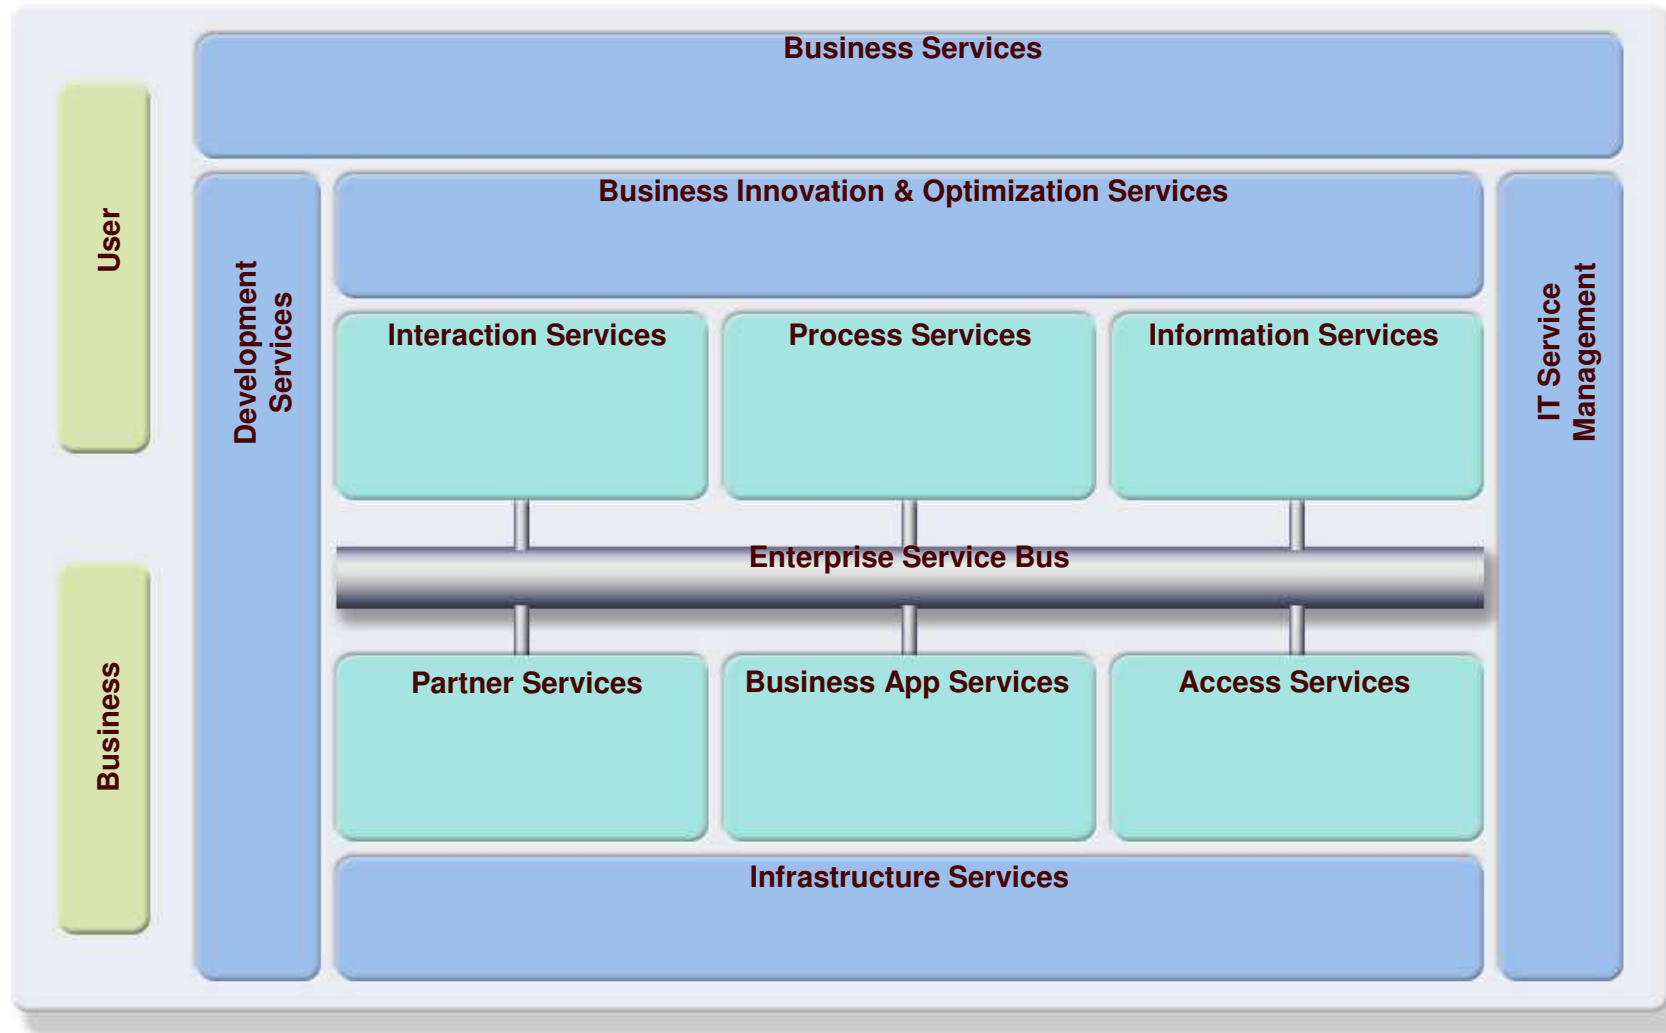 Business Services
User
Development
Services
Business Innovation & Optimization Services
IT Service
Management
Interaction Services
Process Services
Information Services
Enterprise Service Bus
Business
Partner Services
Business App Services
Access Services
Infrastructure Services